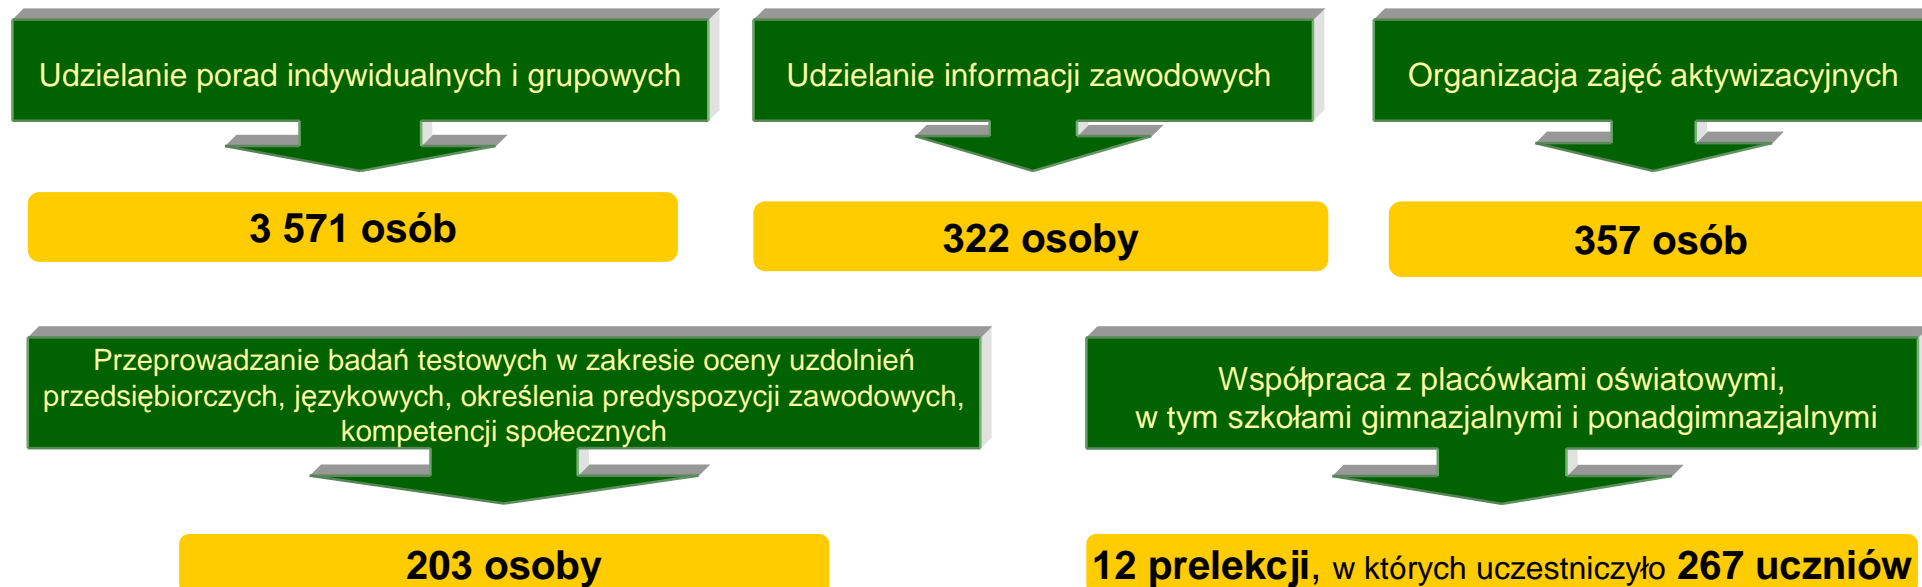 Udzielanie porad indywidualnych i grupowych
3 571 osób
Udzielanie informacji zawodowych
322 osoby
Organizacja zajęć aktywizacyjnych
357 osób
Przeprowadzanie badań testowych w zakresie oceny uzdolnień
przedsiębiorczych, językowych, określenia predyspozycji zawodowych,
kompetencji społecznych
203 osoby
Współpraca z placówkami oświatowymi,
w tym szkołami gimnazjalnymi i ponadgimnazjalnymi
12 prelekcji, w których uczestniczyło 267 uczniów